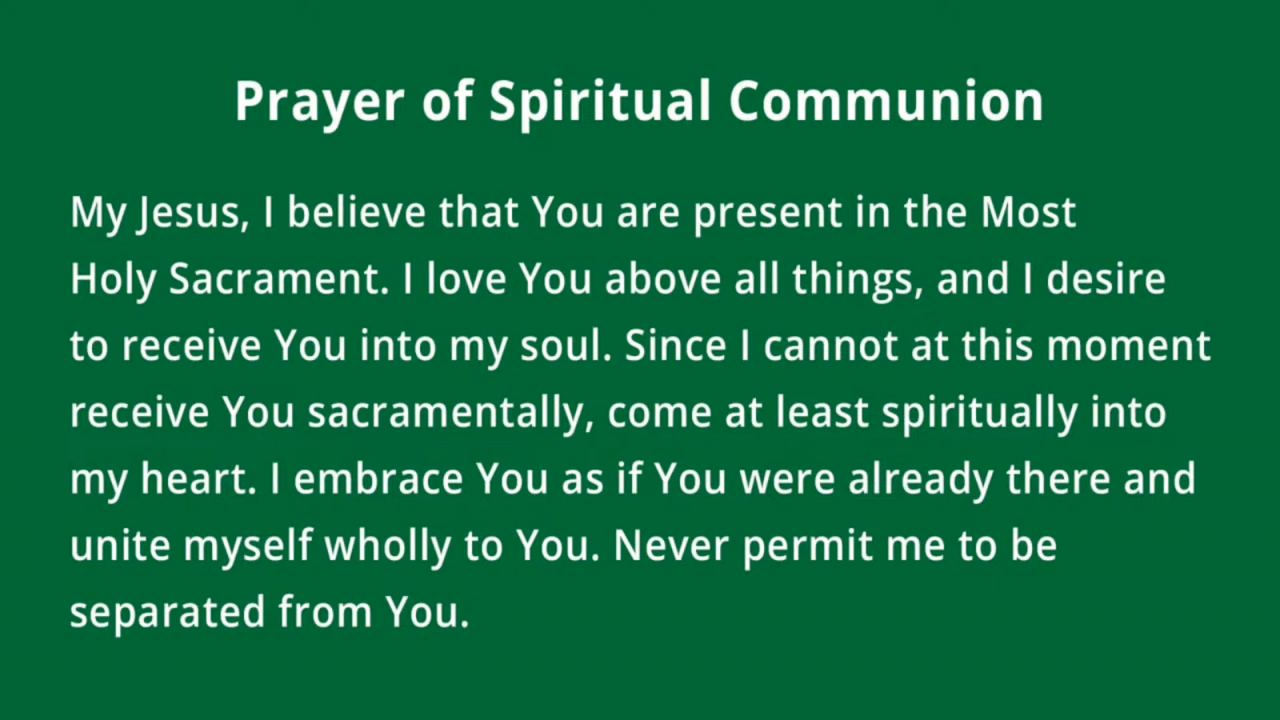 Prayer of Spiritual Communion
My Jesus, I believe that You are present in the Most
Holy Sacrament. I love You above all things, and I desire
to receive You into my soul. Since I cannot at this moment
receive You sacramentally, come at least spiritually into
my heart. I embrace You as if You were already there and
unite myself wholly to You. Never permit me to be
separated from You.